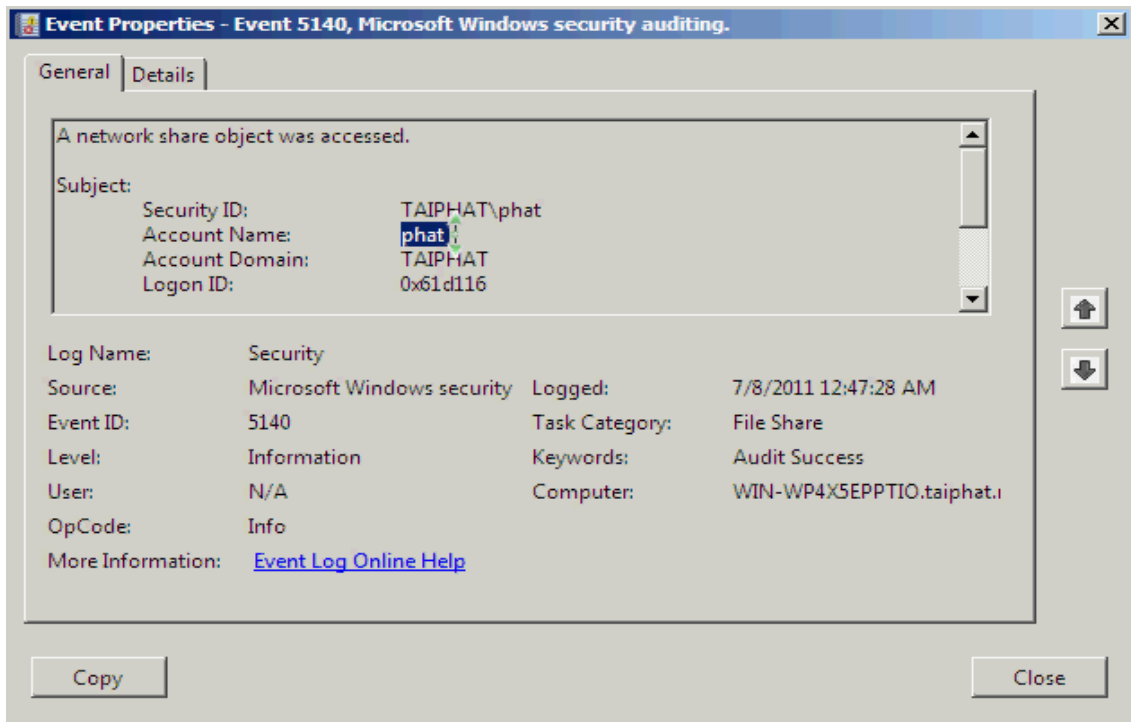 Event Properties - Event 5140, Microsoft Windows security auditing.
General Details
A network share object was accessed.
Subject:
Security ID: TAIPHAT\phat
Account Name: phat
Account Domain: TAIPHAT
Logon ID: 0x61d116
Log Name: Security
Source: Microsoft Windows security Logged: 7/8/2011 12:47:28 AM
Event ID: 5140 Task Category: File Share
Level: Information Keywords: Audit Success
User: N/A Computer: WIN-WP4X5EPPTIO.taiphat.
OpCode: Info
More Information: Event Log Online Help
Copy Close